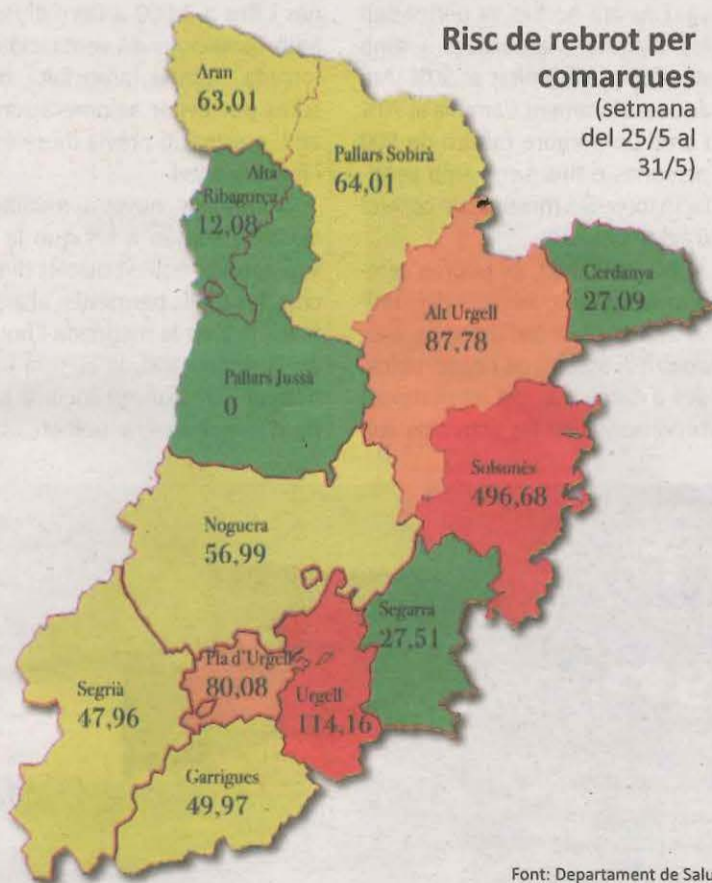 Risc de rebrot per
comarques
(setmana
del 25/5 al
31/5)
Aran
63,01
Pallars Sobirà
64,01
Alta
Ribagorça
12,08
Cerdanya
27,09
Alt Urgell
87,78
Pallars Jussà
0
Solsonès
496,68
Noguera
56,99
Segarra
27,51
Pla d'Urgell
80,08
Urgell
114,16
Segrià
47,96
Garrigues
49,97
Font: Departament de Salu